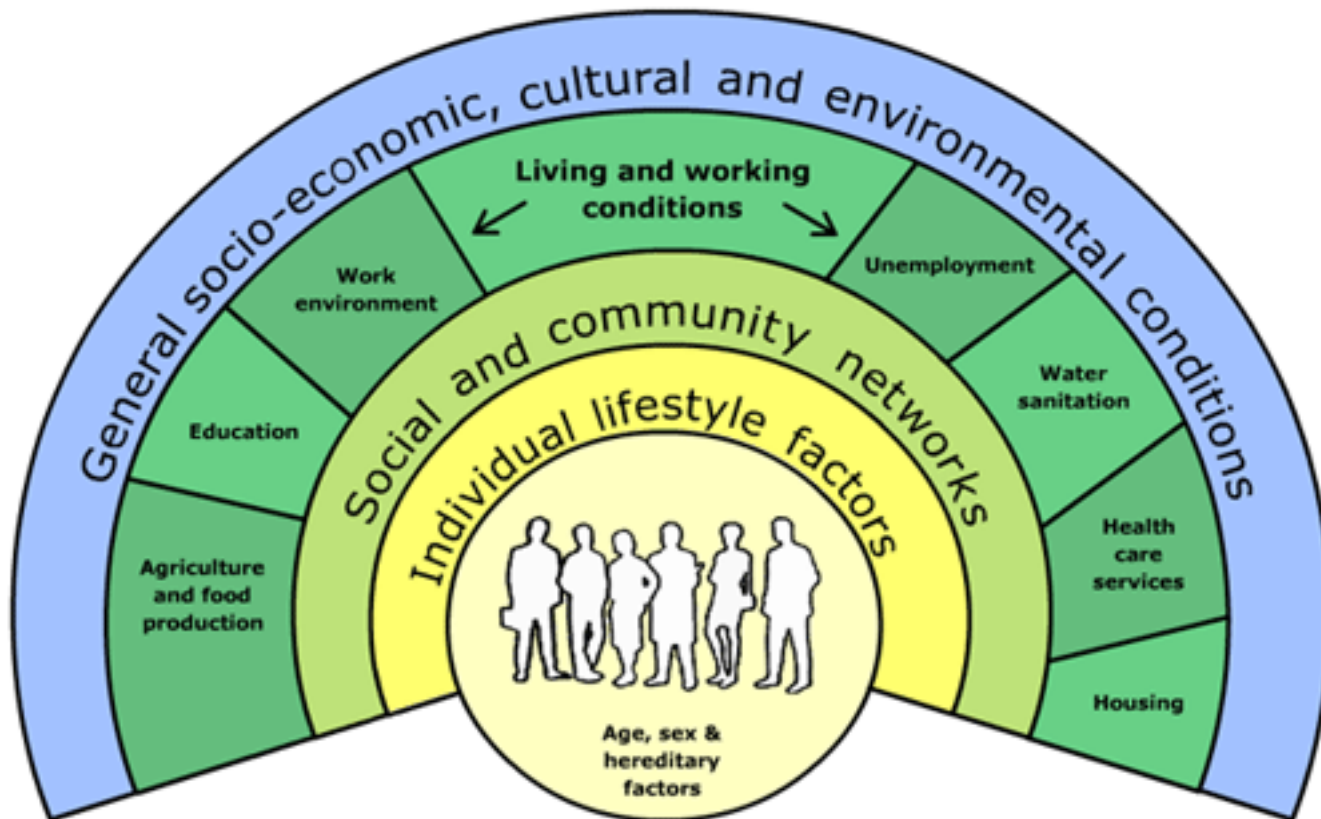 General socio-economic, cultural and environmental conditions
Living and working
conditions
Work
environment
Unemployment
Education
Water
sanitation
Agriculture
and food
production
Health
care
services
Housing
Social and community networks
Individual lifestyle factors
Age, sex &
hereditary
factors